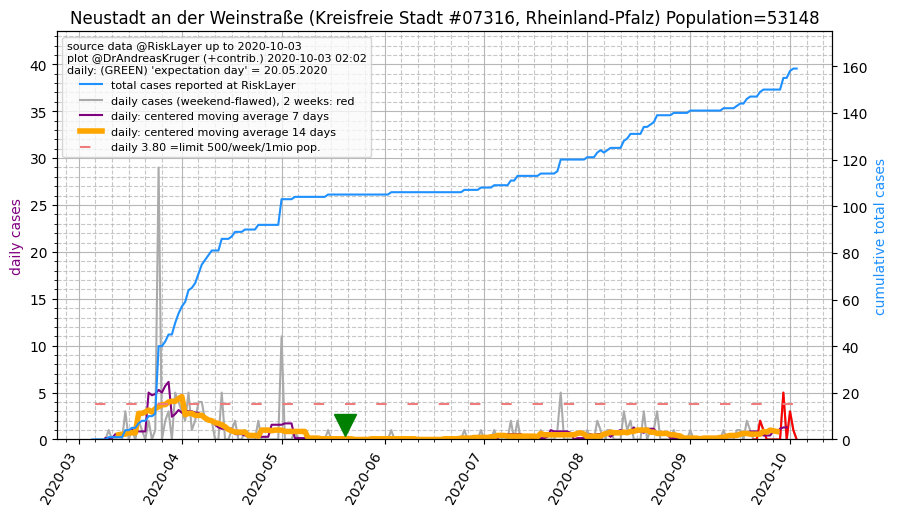 Neustadt an der Weinstraße (Kreisfreie Stadt #07316, Rheinland-Pfalz) Population=53148
source data @RiskLayer up to 2020-10-03
plot @DrAndreasKruger (+contrib.) 2020-10-03 02:02
daily: (GREEN) 'expectation day' = 20.05.2020
total cases reported at RiskLayer
daily cases (weekend-flawed), 2 weeks: red
daily: centered moving average 7 days
daily: centered moving average 14 days
daily 3.80 =limit 500/week/1mio pop.
daily cases
40
35
30
25
20
15
10
5
0
cumulative total cases
160
140
120
100
80
60
40
20
0
2020-03
2020-04
2020-05
2020-06
2020-07
2020-08
2020-09
2020-10